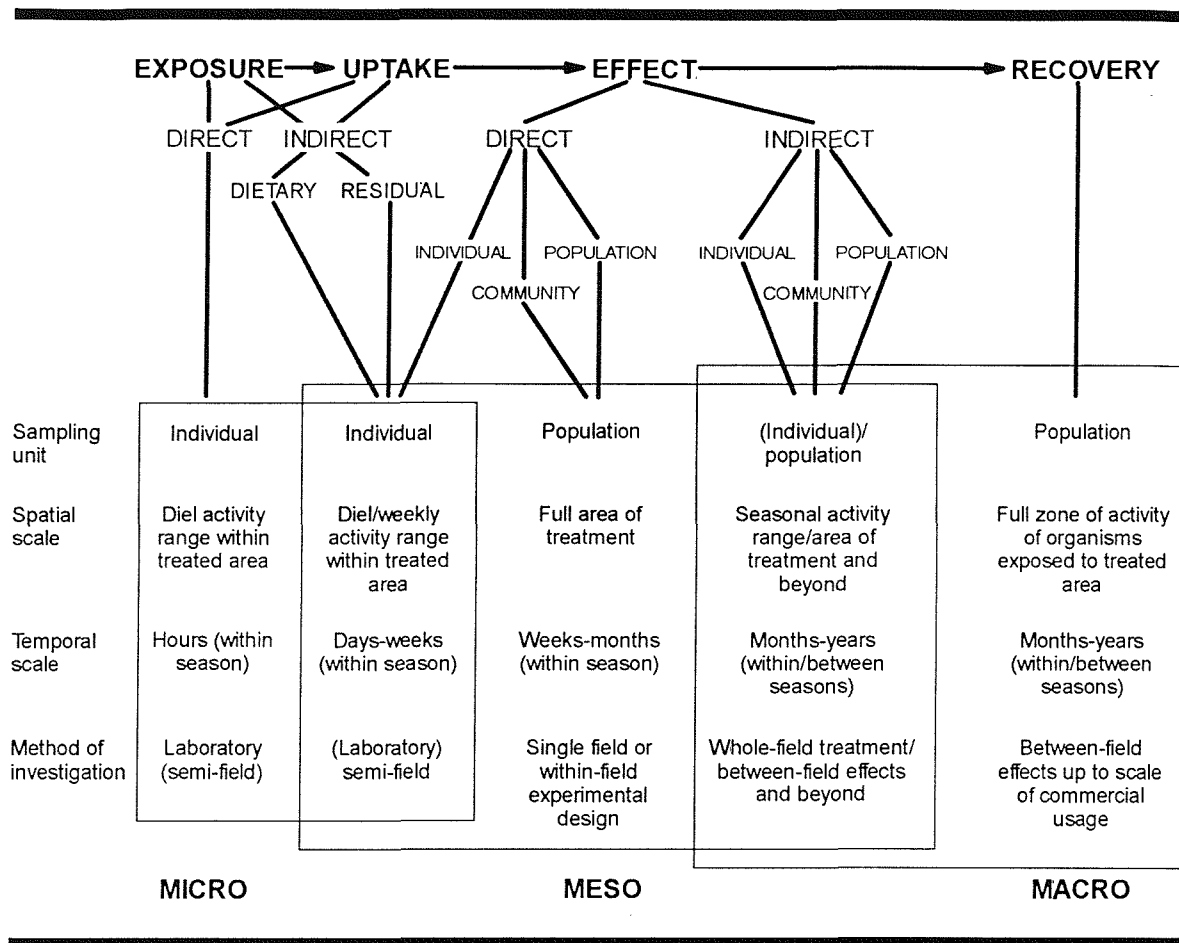 EXPOSURE UPTAKE EFFECT RECOVERY
DIRECT INDIRECT DIRECT INDIRECT
DIETARY RESIDUAL
INDIVIDUAL POPULATION INDIVIDUAL POPULATION
COMMUNITY COMMUNITY
Sampling
unit
Individual
Individual
Population
(Individual)/
population
Population
Spatial
scale
Diel activity
range within
treated area
Diel/weekly
activity range
within treated
area
Full area of
treatment
Seasonal activity
range/area of
treatment and
beyond
Full zone of activity
of organisms
exposed to treated
area
Temporal
scale
Hours (within
season)
Days-weeks
(within season)
Weeks-months
(within season)
Months-years
(within/between
seasons)
Months-years
(within/between
seasons)
Method of
investigation
Laboratory
(semi-field)
(Laboratory)
semi-field
Single field or
within-field
experimental
design
Whole-field treatment/
between-field effects
and beyond
Between-field
effects up to scale
of commercial
usage
MICRO MESO MACRO